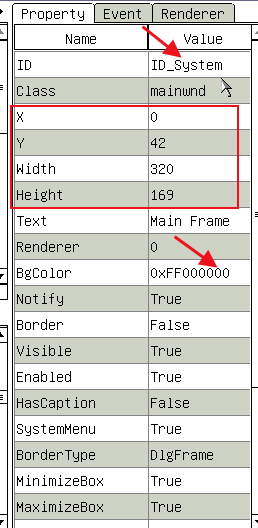 Property Event Renderer
Name Value
ID ID_System
Class mainwnd
X 0
Y 42
Width 320
Height 169
Text Main Frame
Renderer 0
BgColor 0xFF000000
Notify True
Border False
Visible True
Enabled True
HasCaption False
SystemMenu True
BorderType DlgFrame
MinimizeBox True
MaximizeBox True